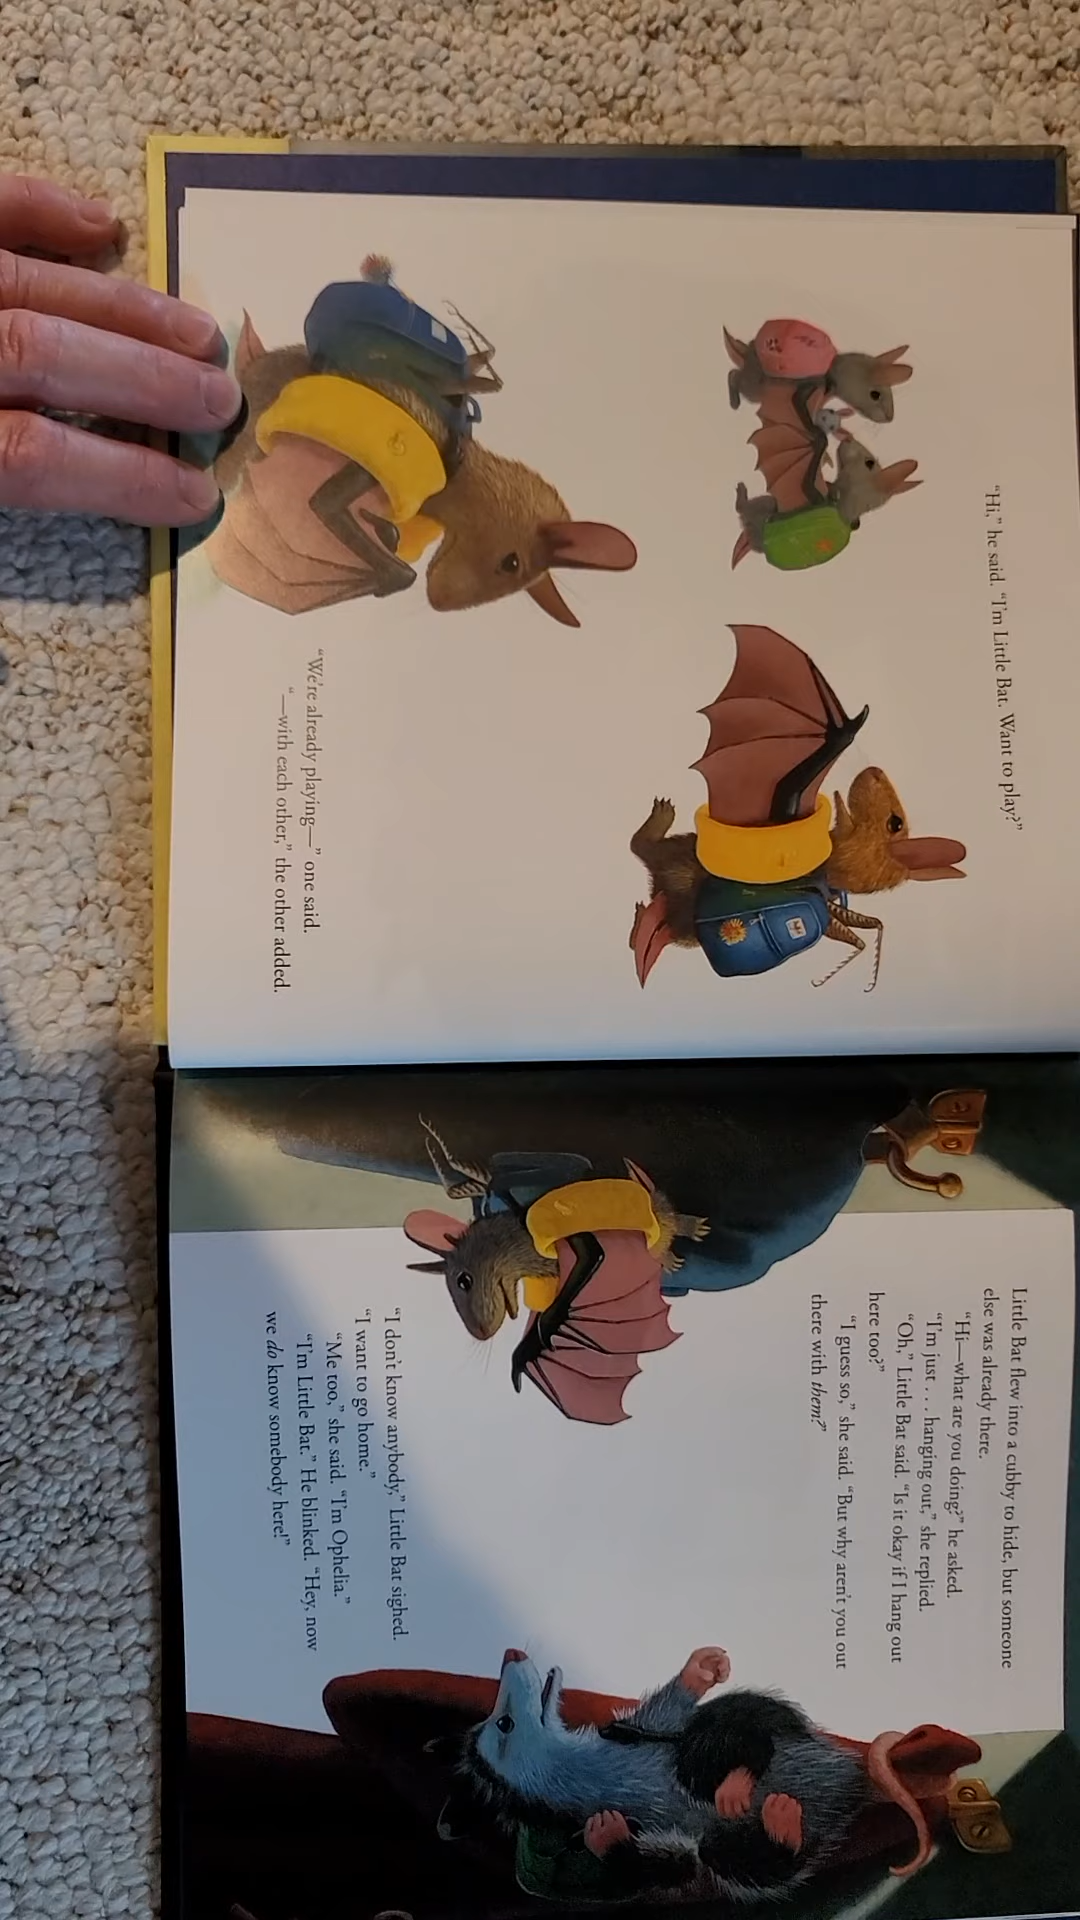 “Hi,” he said. “I’m Little Bat. Want to play?”
“We’re already playing—” one said.
“—with each other,” the other added.
Little Bat flew into a cubby to hide, but someone
else was already there.
“Hi—what are you doing?” he asked.
“I’m just . . . hanging out,” she replied.
“Oh,” Little Bat said. “Is it okay if I hang out
here too?”
“I guess so,” she said. “But why aren’t you out
there with them?”
“I don’t know anybody,” Little Bat sighed.
“I want to go home.”
“Me too,” she said. “I’m Ophelia.”
“I’m Little Bat.” He blinked. “Hey, now
we do know somebody here!”